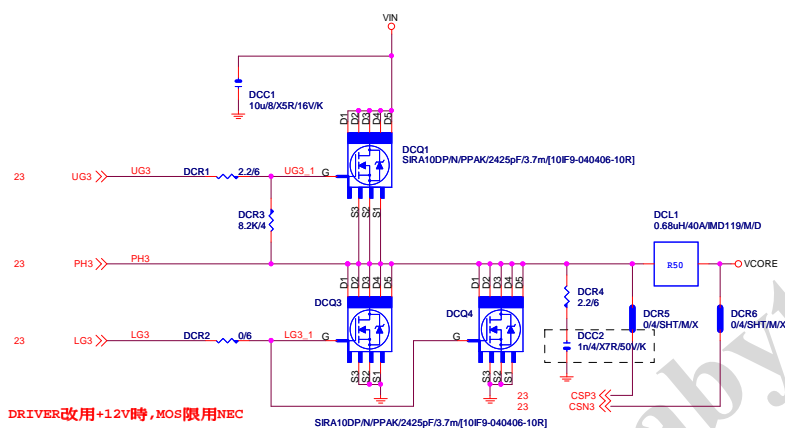 VIN
DCC1
10u/8/X5R/16V/K
D1 D2 D3 D4 D5
DCQ1
SIRA10DP/N/PPAK/2425pF/3.7m/[10IF9-040406-10R]
23 UG3 UG3 DCR1 2.2/6 UG3_1 G
S3 S2 S1
DCR3
8.2K/4
DCL1
0.68uH/40A/IMD119/M/D
23 PH3 PH3
R50
VCORE
D1 D2 D3 D4 D5
D1 D2 D3 D4 D5
DCR4
2.2/6
DCQ3
DCQ4
DCR5
0/4/SHT/M/X
DCR6
0/4/SHT/M/X
23 LG3 LG3 DCR2 0/6 LG3_1 G
G
DCC2
1n/4/X7R/50V/K
S3 S2 S1
S3 S2 S1
23 CSP3
23 CSN3
DRIVER改用+12V時,MOS限用NEC
SIRA10DP/N/PPAK/2425pF/3.7m/[10IF9-040406-10R]